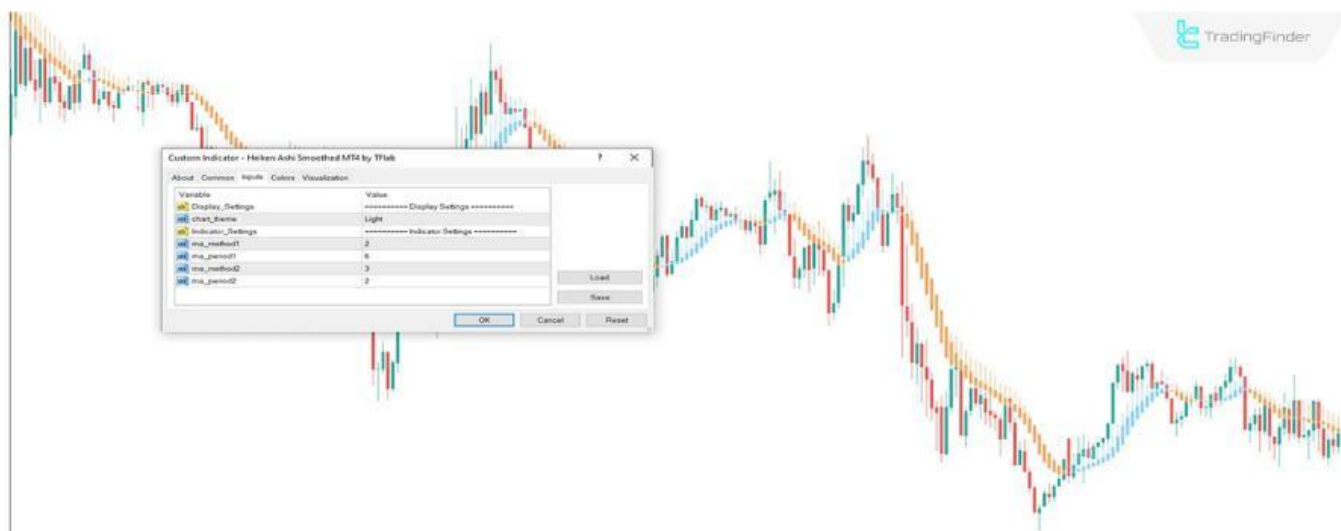 TradingFinder
Custom Indicator - Heiken Ashi Smoothed MT4 by TFlab ?
About Common Inputs Colors Visualization
Variable Value
Display_Settings ========== Display Settings ==========
chart_theme Light
Indicator_Settings ========== Indicator Settings ==========
ma_method1 2
ma_period1 6
ma_method2 3
ma_period2 2
Load
Save
OK Cancel Reset